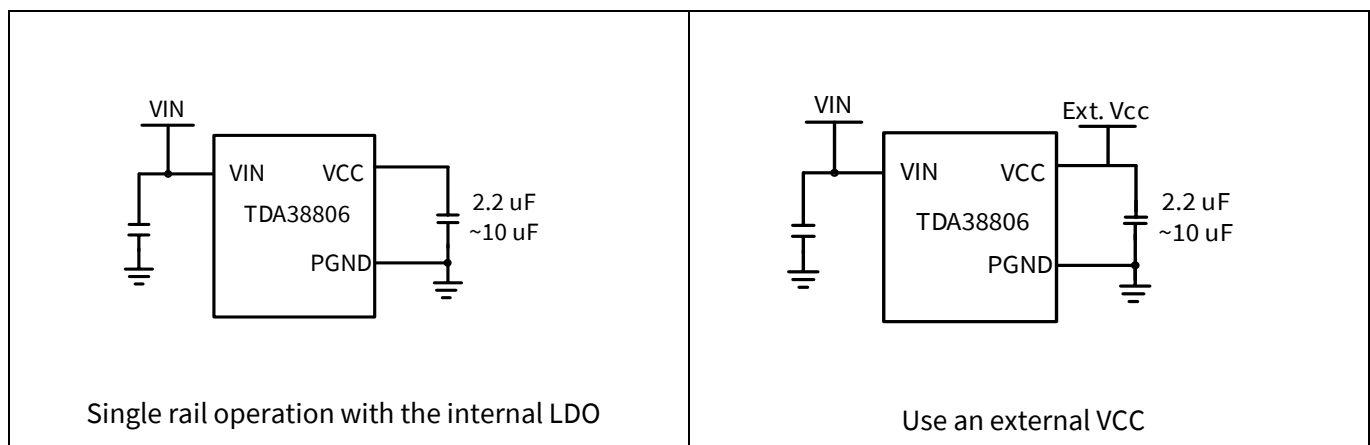 VIN
VIN
VCC
TDA38806
2.2 uF
~10 uF
PGND
Single rail operation with the internal LDO
VIN
Ext. Vcc
VIN
VCC
TDA38806
2.2 uF
~10 uF
PGND
Use an external VCC